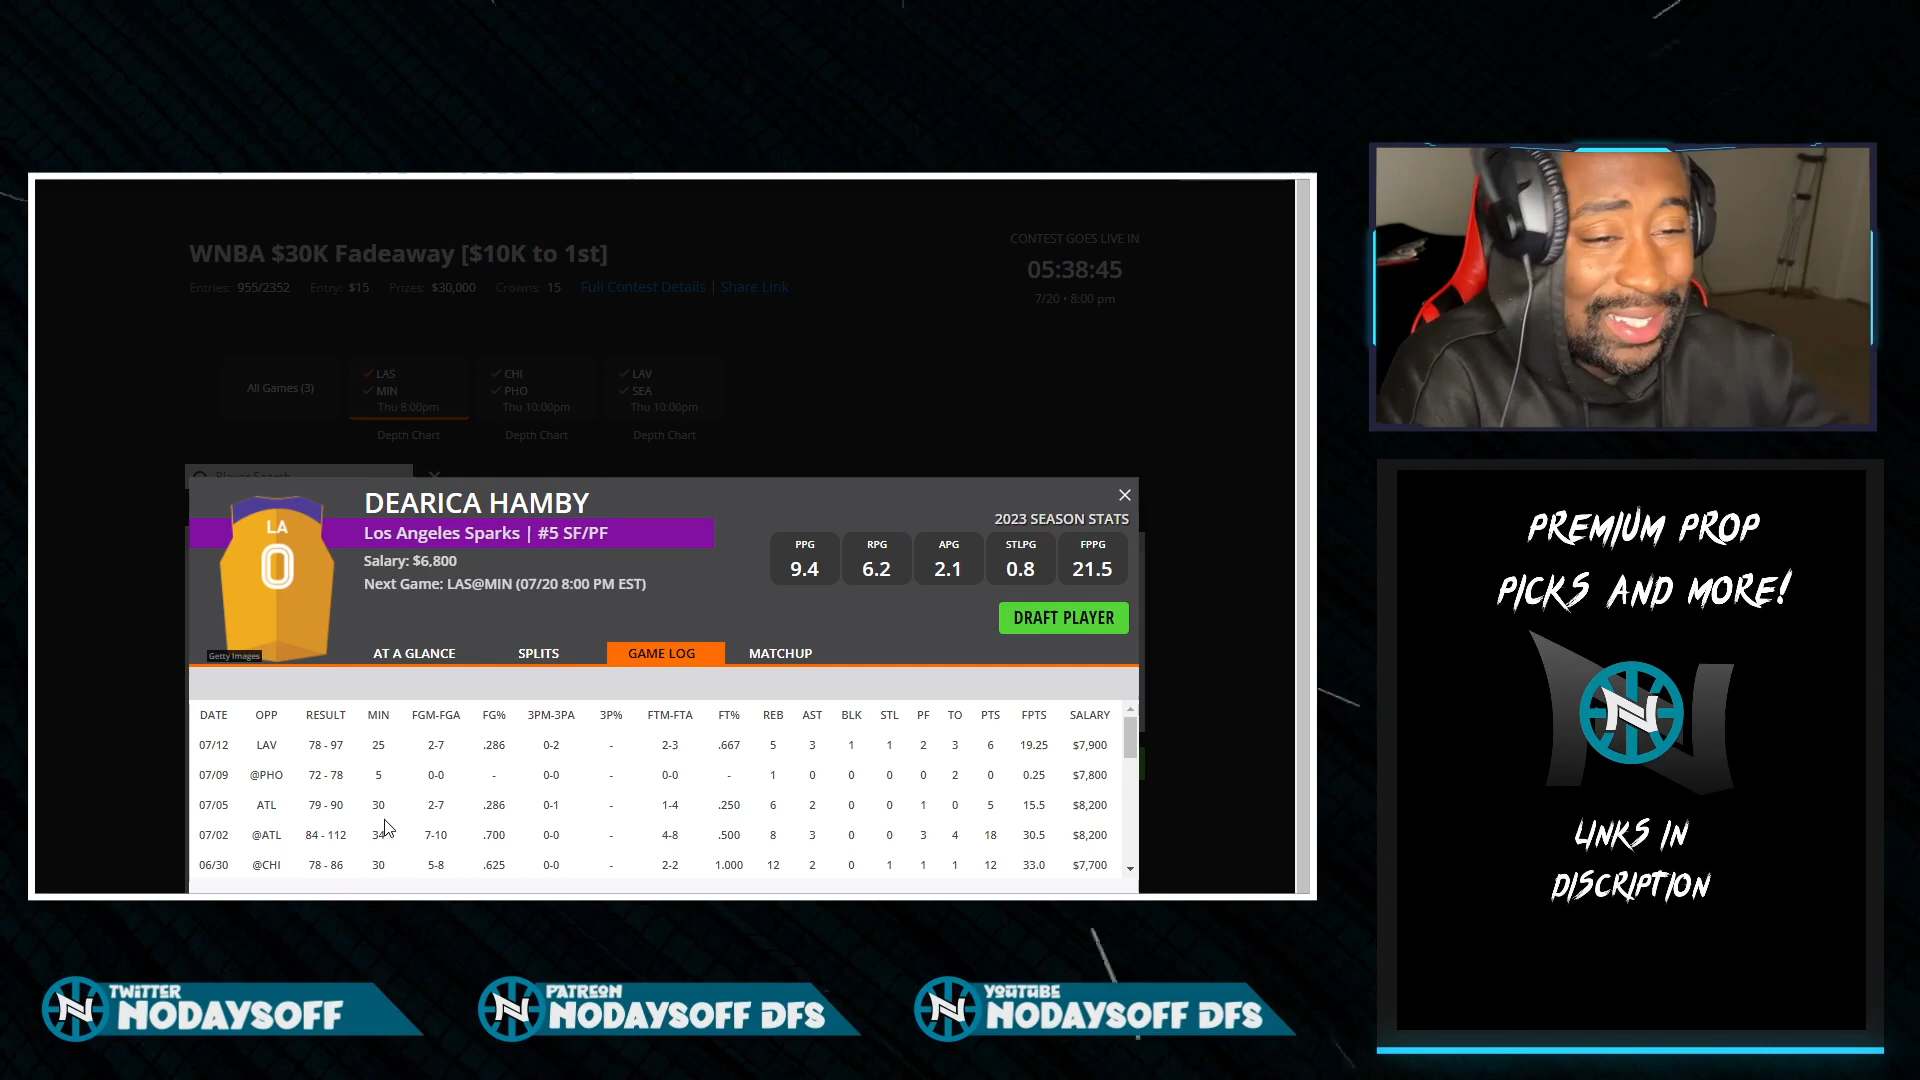 WNBA $30K Fadeaway [$10K to 1st]
Entries: 955/2352 Entry: $15 Prizes: $30,000 Crowns: 15 Full Contest Details | Share Link
CONTEST GOES LIVE IN
05:38:45
7/20 • 8:00 pm
All Games (3)
LAS
MIN
Thu 8:00pm
Depth Chart
CHI
PHO
Thu 10:00pm
Depth Chart
LAV
SEA
Thu 10:00pm
Depth Chart
Player Search
LA
0
Getty Images
DEARICA HAMBY
Los Angeles Sparks | #5 SF/PF
Salary: $6,800
Next Game: LAS@MIN (07/20 8:00 PM EST)
2023 SEASON STATS
PPG RPG APG STLPG FPPG
9.4 6.2 2.1 0.8 21.5
DRAFT PLAYER
AT A GLANCE SPLITS GAME LOG MATCHUP
DATE OPP RESULT MIN FGM-FGA FG% 3PM-3PA 3P% FTM-FTA FT% REB AST BLK STL PF TO PTS FPTS SALARY
07/12 LAV 78 - 97 25 2-7 .286 0-2 - 2-3 .667 5 3 1 1 2 3 6 19.25 $7,900
07/09 @PHO 72 - 78 5 0-0 - 0-0 - 0-0 - 1 0 0 0 0 2 0 0.25 $7,800
07/05 ATL 79 - 90 30 2-7 .286 0-1 - 1-4 .250 6 2 0 0 1 0 5 15.5 $8,200
07/02 @ATL 84 - 112 34 7-10 .700 0-0 - 4-8 .500 8 3 0 0 3 4 18 30.5 $8,200
06/30 @CHI 78 - 86 30 5-8 .625 0-0 - 2-2 1.000 12 2 0 1 1 1 12 33.0 $7,700
PREMIUM PROP
PICKS AND MORE!
N
LINKS IN
DISCRIPTION
N
TWITTER
NODAYSOFF
N
PATREON
NODAYSOFF DFS
N
YOUTUBE
NODAYSOFF DFS